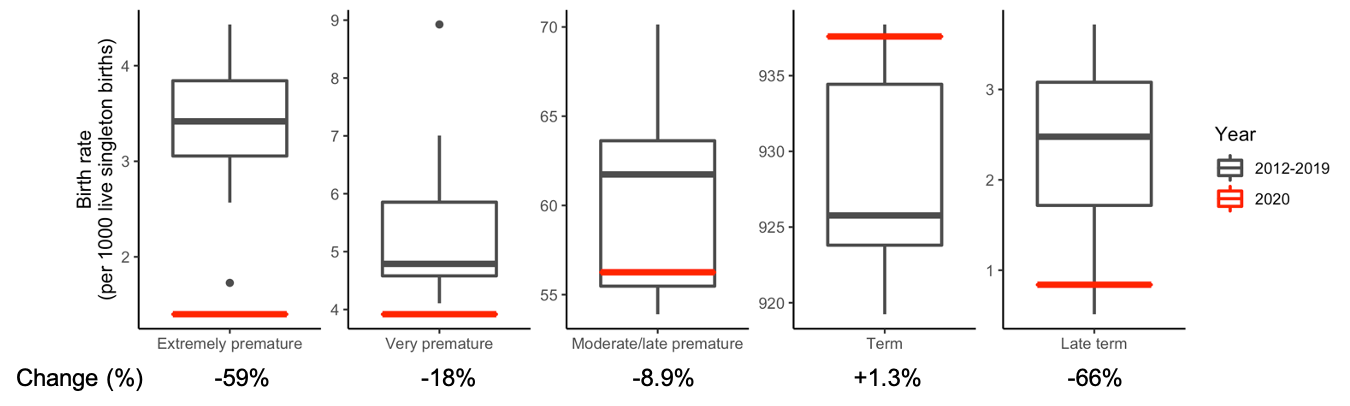 Birth rate
(per 1000 live singleton births)
4
3
2
Extremely premature
9
8
7
6
5
4
Very premature
70
65
60
55
Moderate/late premature
935
930
925
920
Term
3
2
1
Late term
Year
2012-2019
2020
Change (%) -59% -18% -8.9% +1.3% -66%